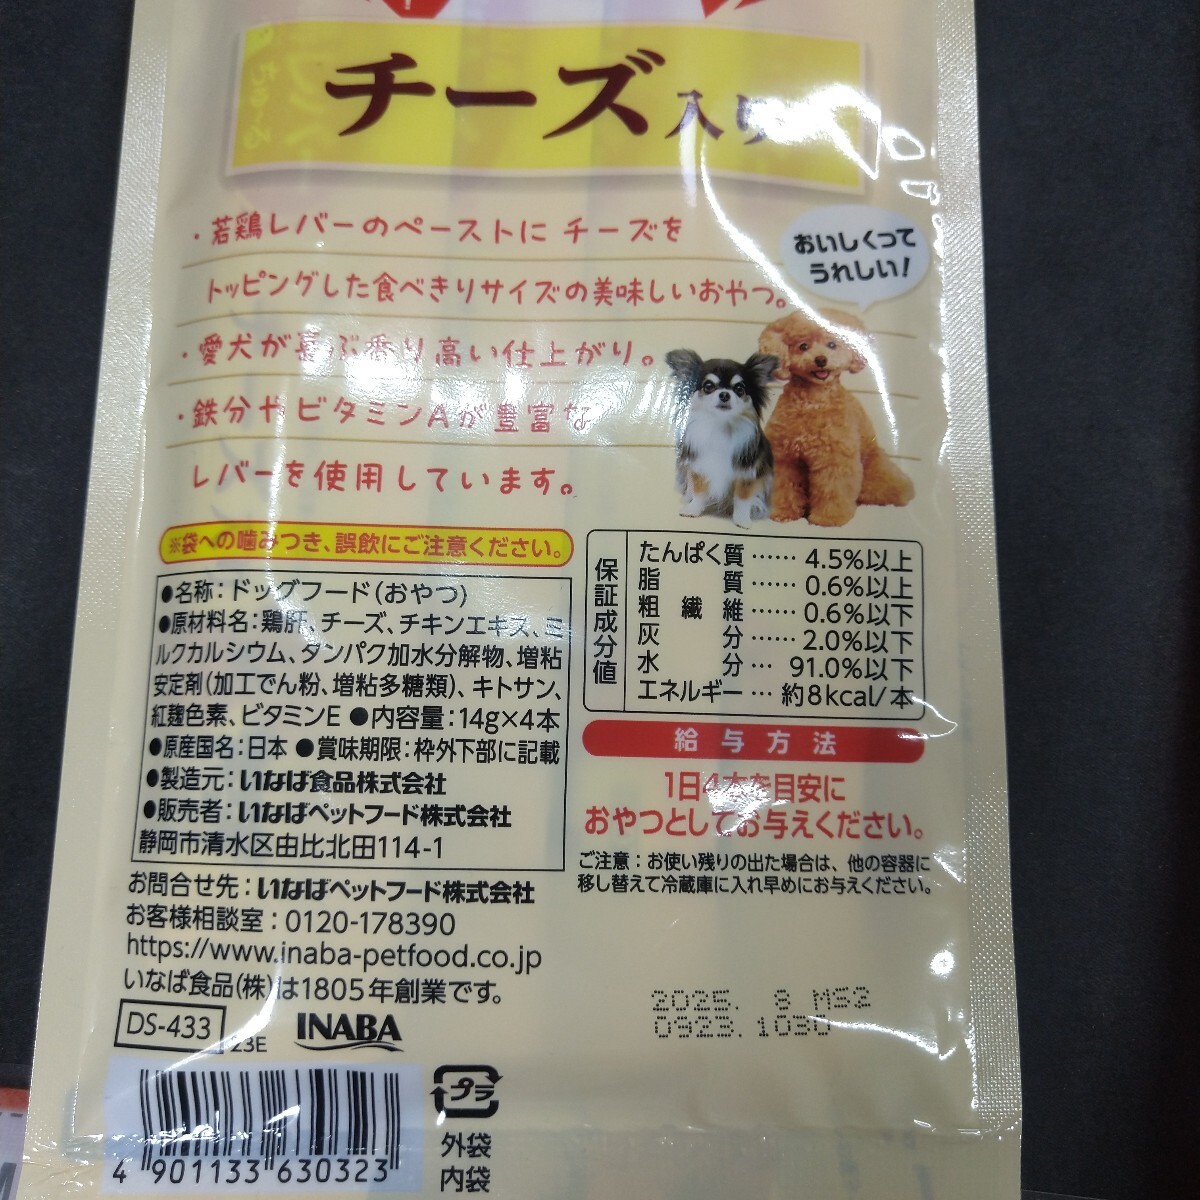 チーズ入り
・若鶏レバーのペーストに チーズを
トッピングした食べきりサイズの美味しいおやつ。
・愛犬が喜ぶ香り高い仕上がり。
・鉄分やビタミンAが豊富な
レバーを使用しています。
おいしくって
うれしい!
※袋への噛みつき、誤飲にご注意ください。
●名称:ドッグフード(おやつ)
●原材料名:鶏肝、チーズ、チキンエキス、ミ
ルクカルシウム、タンパク加水分解物、増粘
安定剤(加工でん粉、増粘多糖類)、キトサン、
紅麹色素、ビタミンE ●内容量:14g×4本
●原産国名:日本 ●賞味期限:枠外下部に記載
●製造元:いなば食品株式会社
●販売者:いなばペットフード株式会社
静岡市清水区由比北田114-1
お問合せ先:いなばペットフード株式会社
お客様相談室:0120-178390
https://www.inaba-petfood.co.jp
いなば食品(株)は1805年創業です。
DS-433
23E
INABA
4 901133 630323
プラ
外袋
内袋
保証成分値
たんぱく質 …… 4.5%以上
脂質 …… 0.6%以上
粗繊維 …… 0.6%以下
灰分 …… 2.0%以下
水分 … 91.0%以下
エネルギー … 約8kcal/本
給与方法
1日4本を目安に
おやつとしてお与えください。
ご注意:お使い残りの出た場合は、他の容器に
移し替えて冷蔵庫に入れ早めにお与えください。
2025. 8 MS2
0923.1030